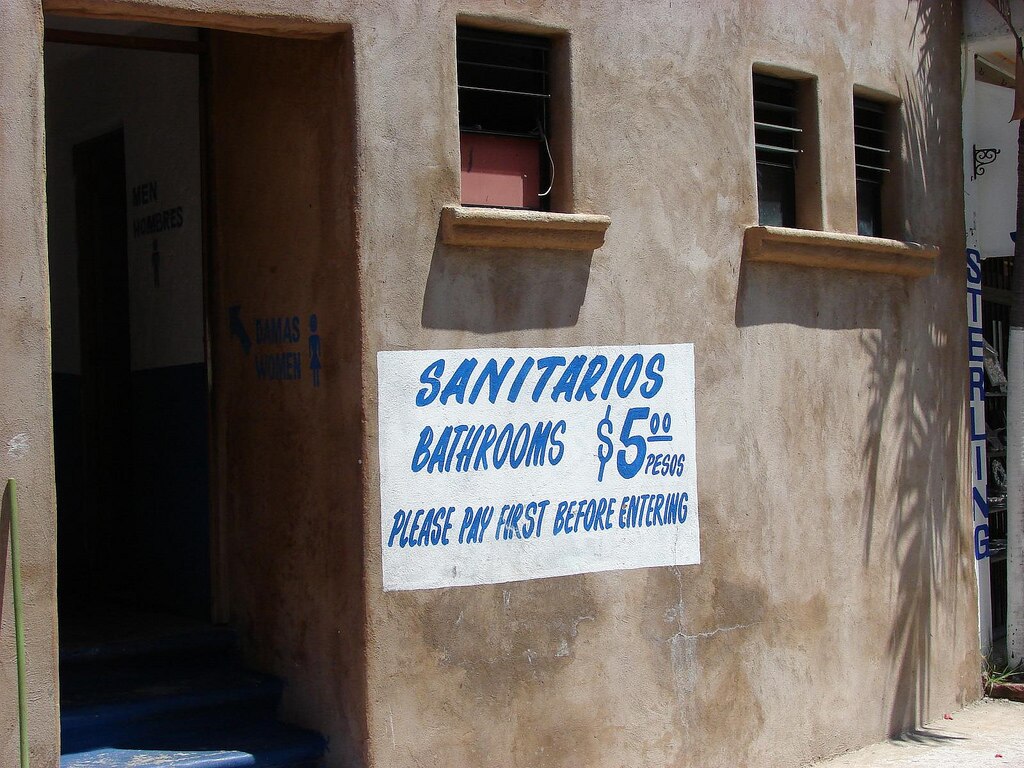 MEN
HOMBRES
DAMAS
WOMEN
SANITARIOS
BATHROOMS $5.00
PESOS
PLEASE PAY FIRST BEFORE ENTERING
STERLING